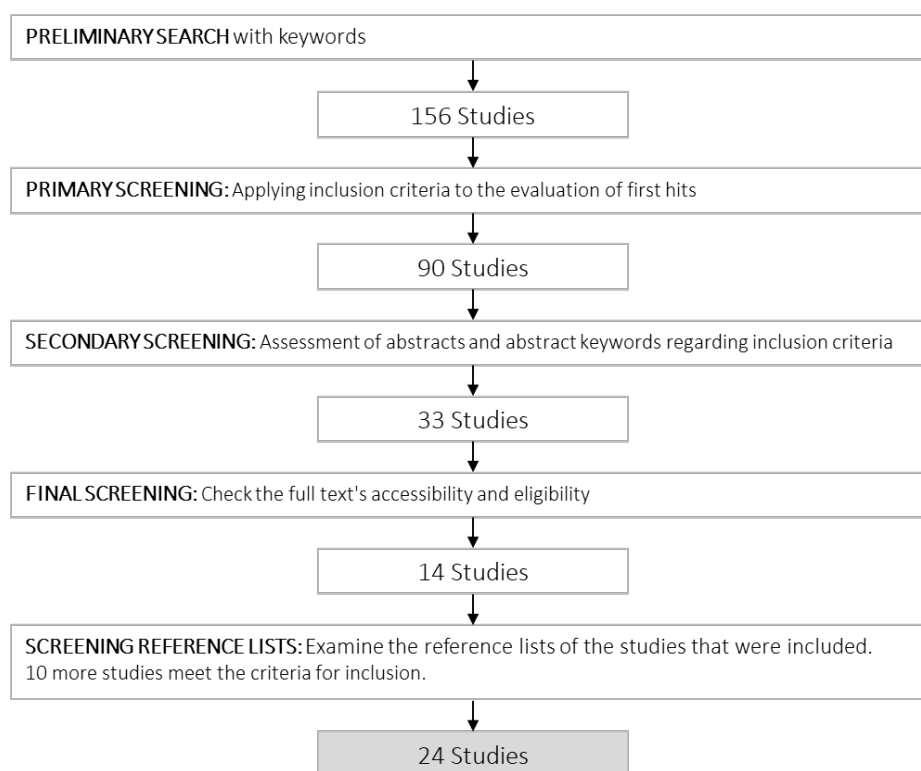 PRELIMINARY SEARCH with keywords
156 Studies
PRIMARY SCREENING: Applying inclusion criteria to the evaluation of first hits
90 Studies
SECONDARY SCREENING: Assessment of abstracts and abstract keywords regarding inclusion criteria
33 Studies
FINAL SCREENING: Check the full text's accessibility and eligibility
14 Studies
SCREENING REFERENCE LISTS: Examine the reference lists of the studies that were included.
10 more studies meet the criteria for inclusion.
24 Studies